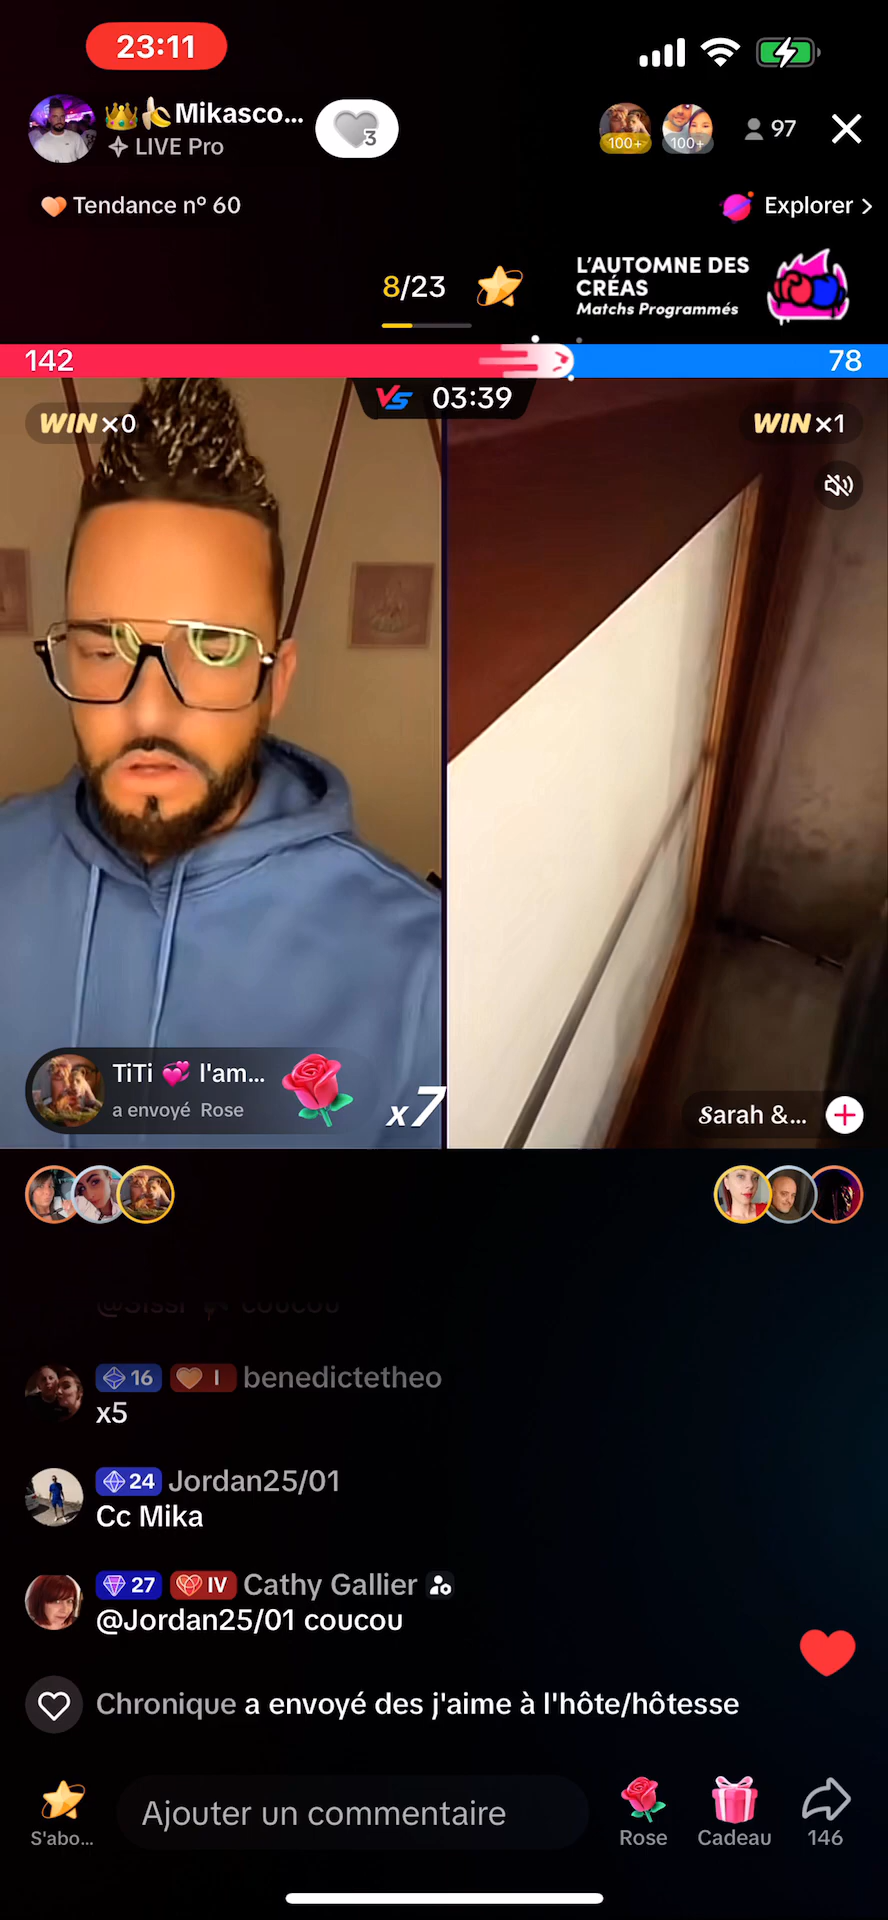 23:11
👑🍌Mikasco...
LIVE Pro
3
100+
100+
97
Tendance nº 60
Explorer >
8/23
L'AUTOMNE DES
CRÉAS
Matchs Programmés
142
78
VS 03:39
WIN x0
WIN x1
TiTi 💞 l'am...
a envoyé Rose
x7
Sarah &...
@Sissi coucou
16 I benedictetheo
x5
24 Jordan25/01
Cc Mika
27 IV Cathy Gallier
@Jordan25/01 coucou
Chronique a envoyé des j'aime à l'hôte/hôtesse
S'abo...
Ajouter un commentaire
Rose
Cadeau
146